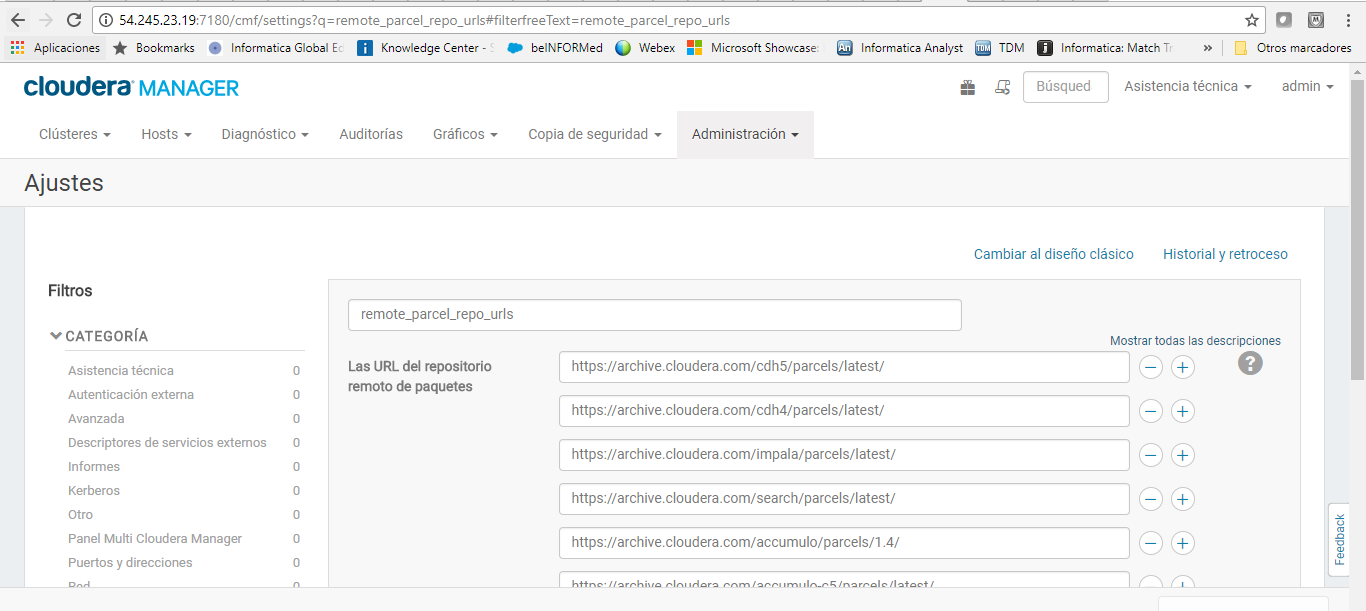 54.245.23.19:7180/cmf/settings?q=remote_parcel_repo_urls#filterfreeText=remote_parcel_repo_urls
Aplicaciones Bookmarks Informatica Global Ed Knowledge Center - S beINFORMed Webex Microsoft Showcase: An Informatica Analyst TDM TDM Informatica: Match Tr » Otros marcadores
cloudera MANAGER Búsqued Asistencia técnica admin
Clústeres Hosts Diagnóstico Auditorías Gráficos Copia de seguridad Administración
Ajustes
Cambiar al diseño clásico Historial y retroceso
Filtros
remote_parcel_repo_urls
CATEGORÍA
Mostrar todas las descripciones
Las URL del repositorio
remoto de paquetes
https://archive.cloudera.com/cdh5/parcels/latest/
?
Asistencia técnica 0
Autenticación externa 0
https://archive.cloudera.com/cdh4/parcels/latest/
Avanzada 0
Descriptores de servicios externos 0
https://archive.cloudera.com/impala/parcels/latest/
Informes 0
Kerberos 0
https://archive.cloudera.com/search/parcels/latest/
Otro 0
Panel Multi Cloudera Manager 0
https://archive.cloudera.com/accumulo/parcels/1.4/
Puertos y direcciones 0
Red 0
https://archive.cloudera.com/accumulo-c5/parcels/latest/
Feedback